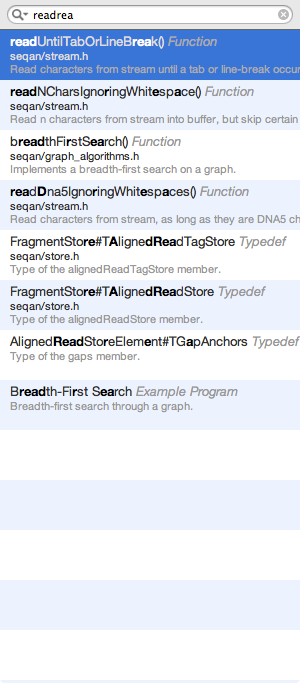 readrea
readUntilTabOrLineBreak() Function
seqan/stream.h
Read characters from stream until a tab or line-break occur
readNCharsIgnoringWhitespace() Function
seqan/stream.h
Read n characters from stream into buffer, but skip certain
breadthFirstSearch() Function
seqan/graph_algorithms.h
Implements a breadth-first search on a graph.
readDna5IgnoringWhitespaces() Function
seqan/stream.h
Read characters from stream, as long as they are DNA5 ch
FragmentStore#TAlignedReadTagStore Typedef
seqan/store.h
Type of the alignedReadTagStore member.
FragmentStore#TAlignedReadStore Typedef
seqan/store.h
Type of the alignedReadStore member.
AlignedReadStoreElement#TGapAnchors Typedef
Type of the gaps member.
Breadth-First Search Example Program
Breadth-first search through a graph.